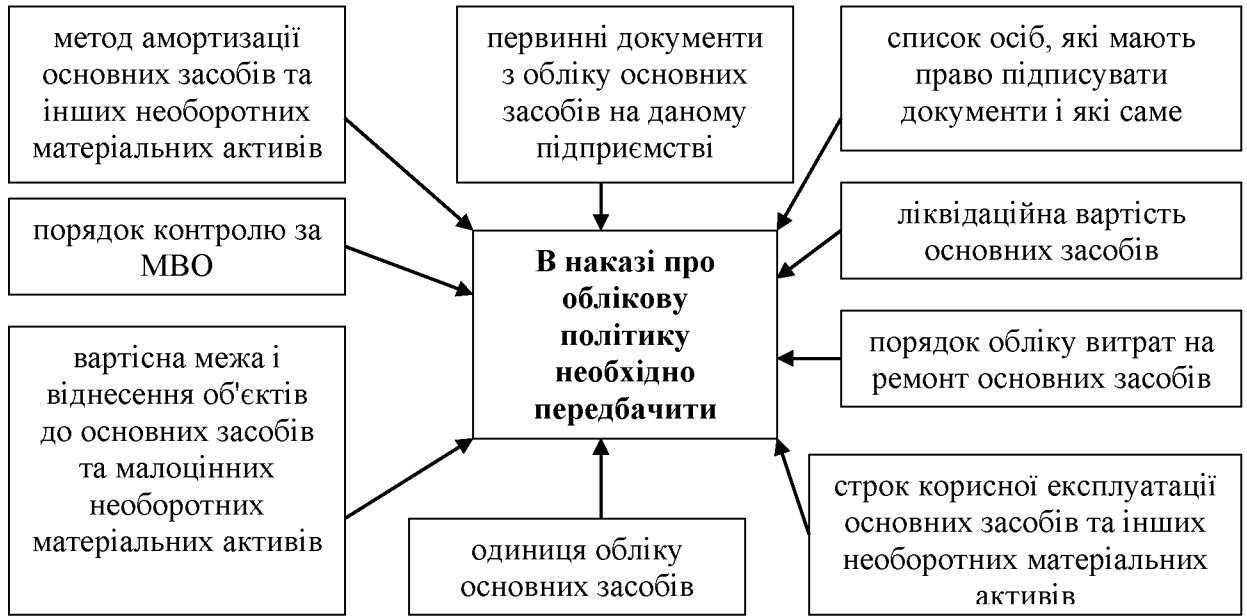 метод амортизації
основних засобів та
інших необоротних
матеріальних активів
первинні документи
з обліку основних
засобів на даному
підприємстві
список осіб, які мають
право підписувати
документи і які саме
порядок контролю за
МВО
В наказі про
облікову
політику
необхідно
передбачити
ліквідаційна вартість
основних засобів
порядок обліку витрат на
ремонт основних засобів
вартісна межа і
віднесення об'єктів
до основних засобів
та малоцінних
необоротних
матеріальних активів
одиниця обліку
основних засобів
строк корисної експлуатації
основних засобів та інших
необоротних матеріальних
активів